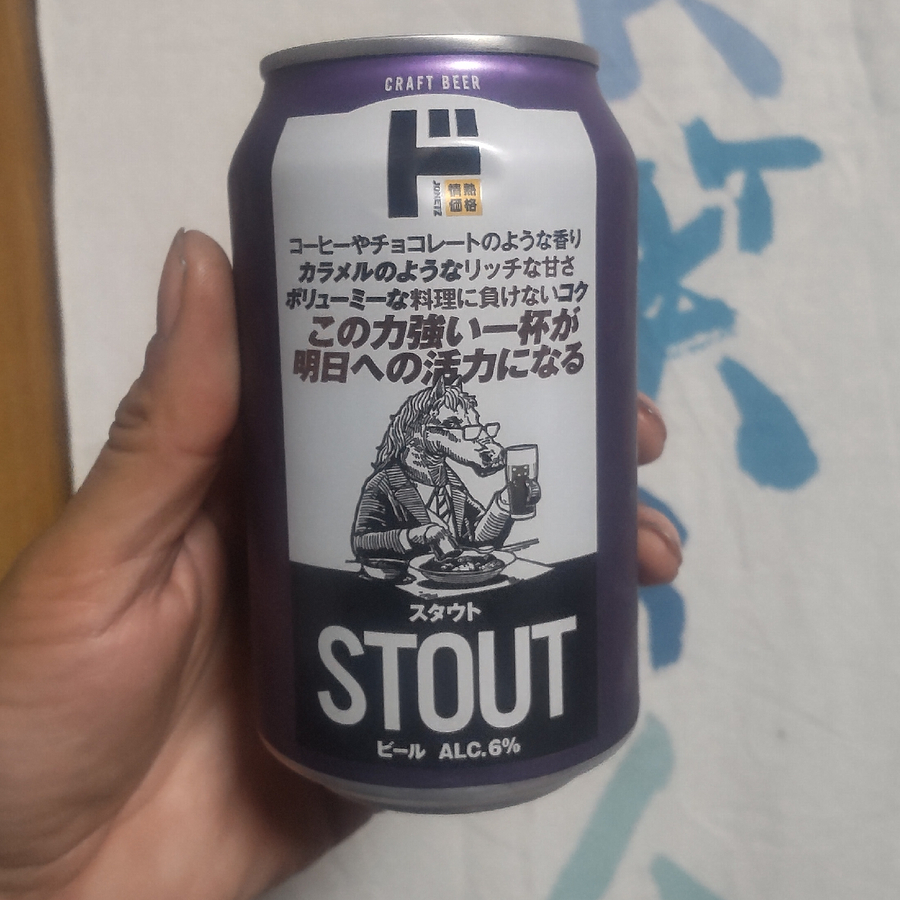 CRAFT BEER
ド
JONETZ
情熱
価格
コーヒーやチョコレートのような香り
カラメルのようなリッチな甘さ
ボリューミーな料理に負けないコク
この力強い一杯が
明日への活力になる
スタウト
STOUT
ビール ALC.6%